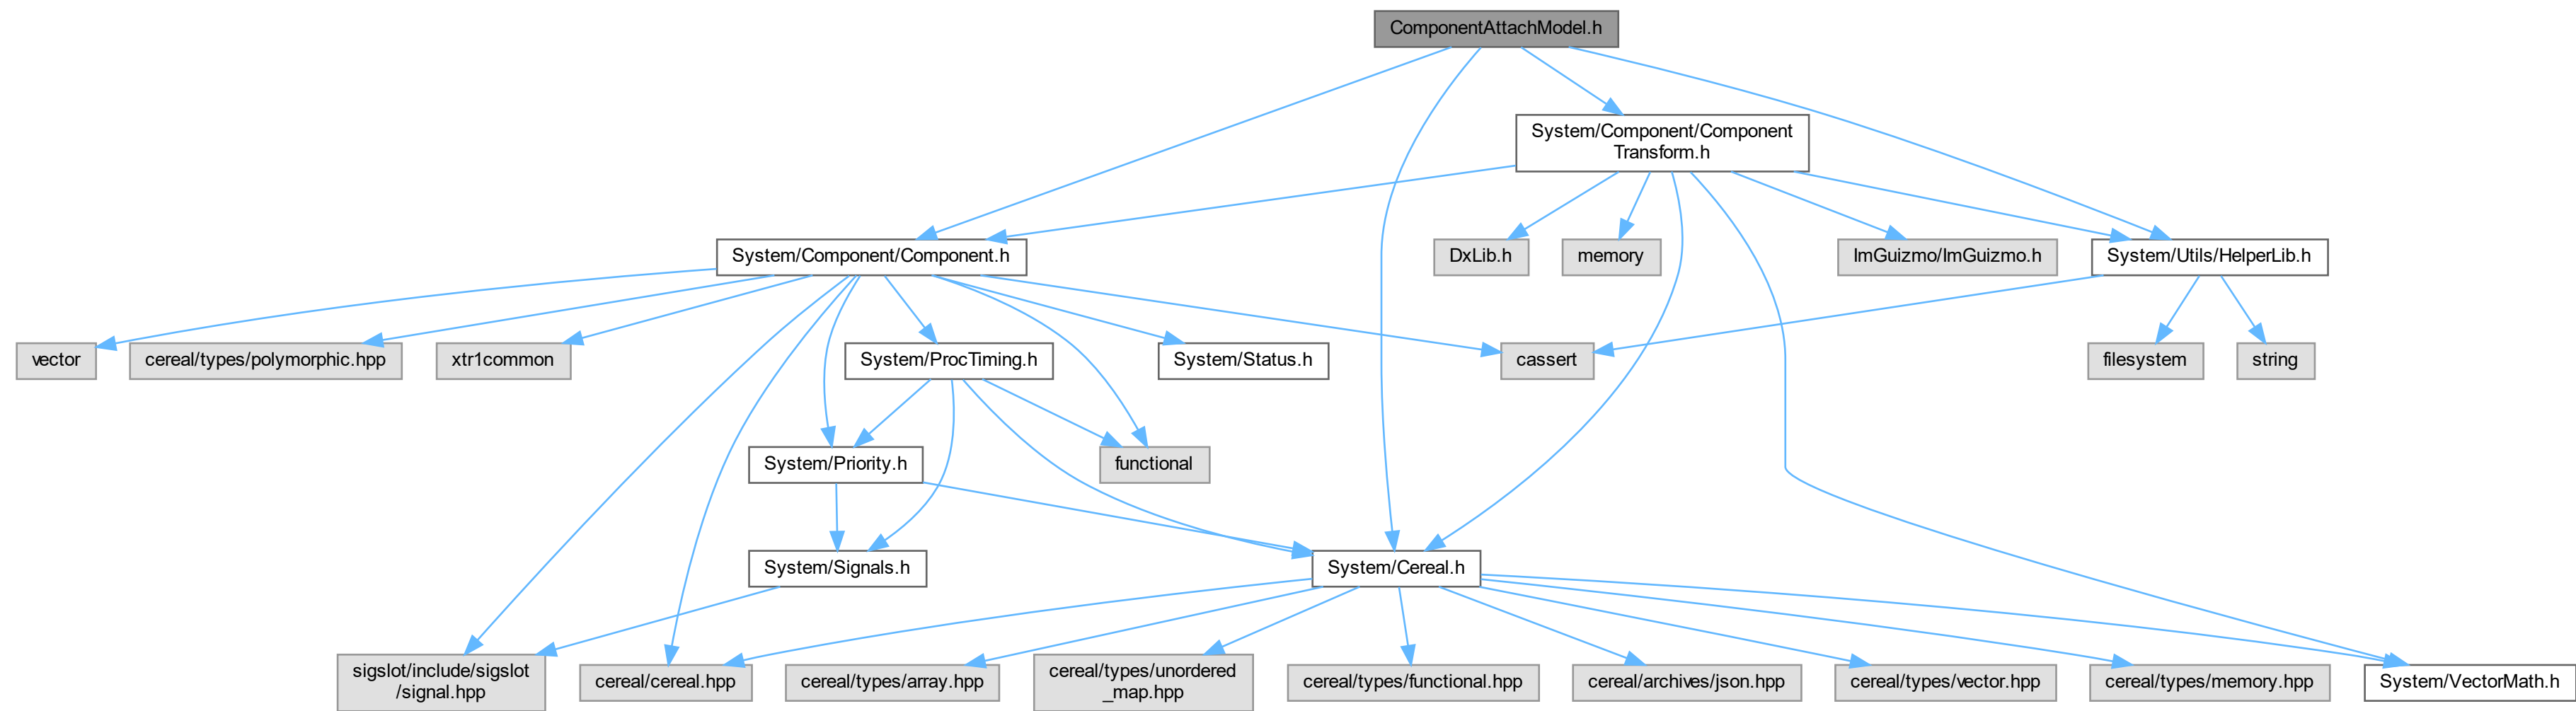 ComponentAttachModel.h
System/Component/Component
Transform.h
System/Component/Component.h
DxLib.h
memory
ImGuizmo/ImGuizmo.h
System/Utils/HelperLib.h
vector
cereal/types/polymorphic.hpp
xtr1common
System/ProcTiming.h
System/Status.h
cassert
filesystem
string
System/Priority.h
functional
System/Signals.h
System/Cereal.h
sigslot/include/sigslot
/signal.hpp
cereal/cereal.hpp
cereal/types/array.hpp
cereal/types/unordered
_map.hpp
cereal/types/functional.hpp
cereal/archives/json.hpp
cereal/types/vector.hpp
cereal/types/memory.hpp
System/VectorMath.h